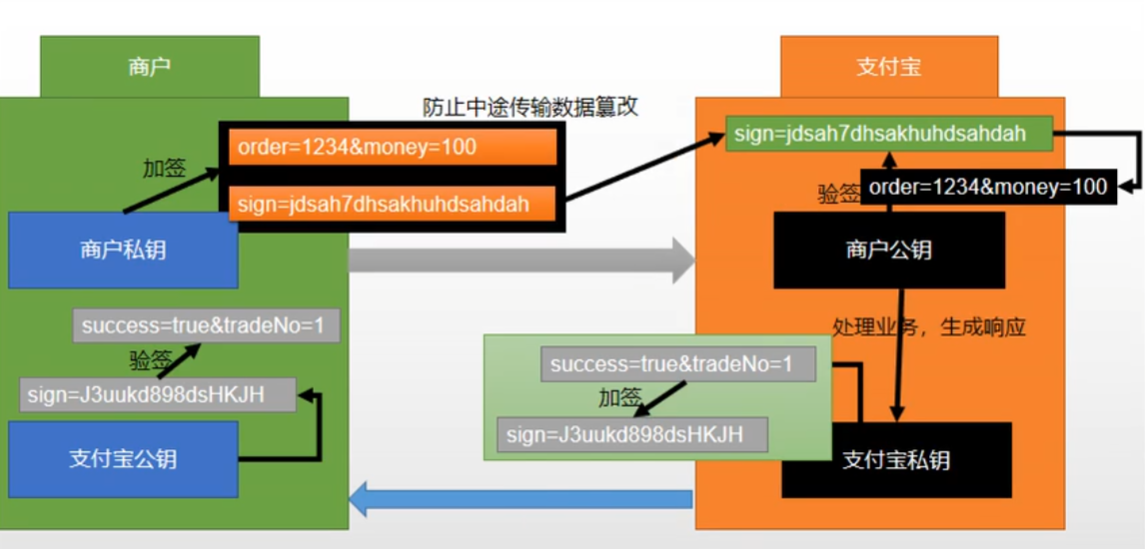 商户
支付宝
防止中途传输数据篡改
order=1234&money=100
sign=jdsah7dhsakhuhdsahdah
加签
sign=jdsah7dhsakhuhdsahdah
验签
order=1234&money=100
商户私钥
商户公钥
success=true&tradeNo=1
验签
sign=J3uukd898dsHKJH
支付宝公钥
处理业务，生成响应
success=true&tradeNo=1
加签
sign=J3uukd898dsHKJH
支付宝私钥